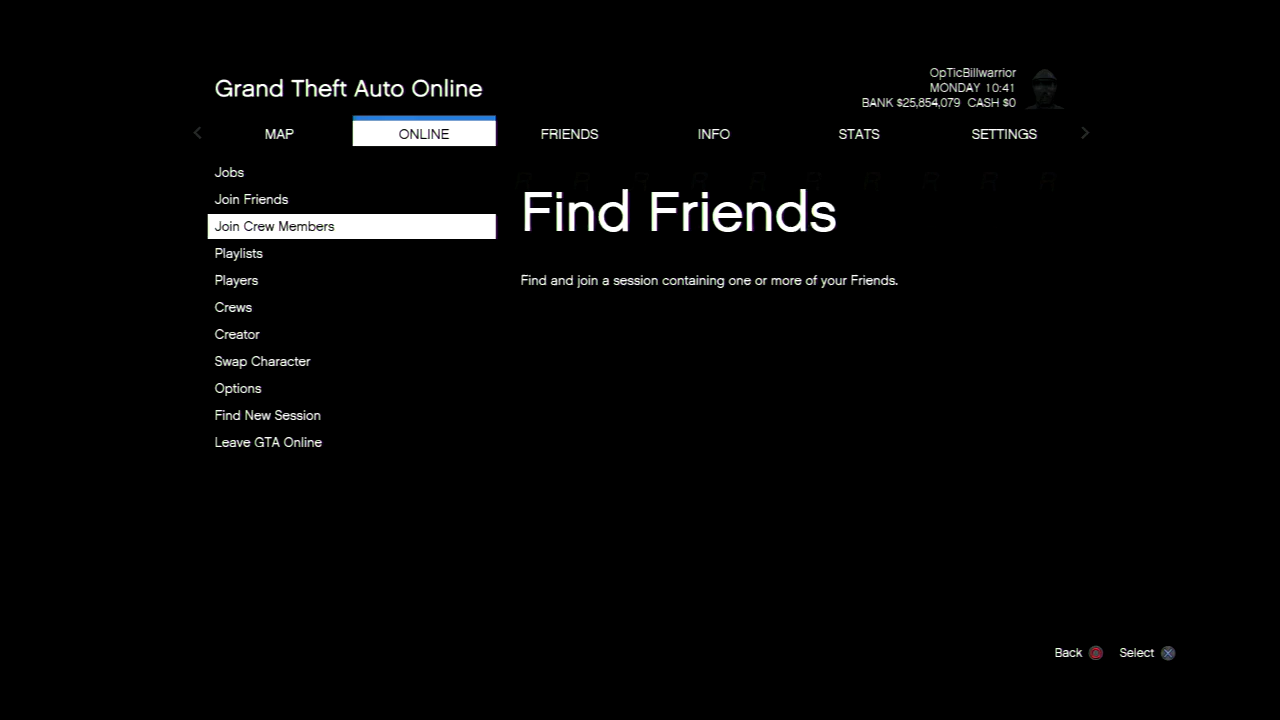 Grand Theft Auto Online
OpTicBillwarrior
MONDAY 10:41
BANK $25,854,079 CASH $0
MAP
ONLINE
FRIENDS
INFO
STATS
SETTINGS
Jobs
Join Friends
Join Crew Members
Playlists
Players
Crews
Creator
Swap Character
Options
Find New Session
Leave GTA Online
Find Friends
Find and join a session containing one or more of your Friends.
Back
Select